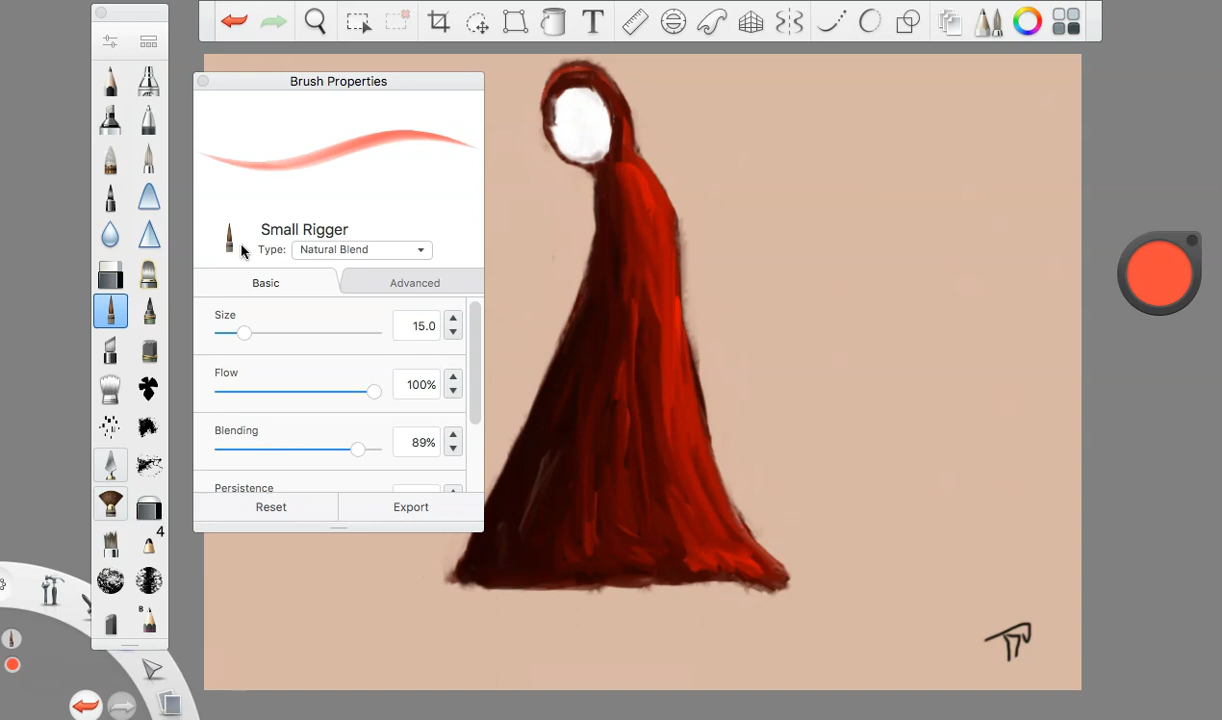 T
Brush Properties
Small Rigger
Type: Natural Blend
Basic Advanced
Size
15.0
Flow
100%
Blending
89%
Persistence
Reset Export
4
B